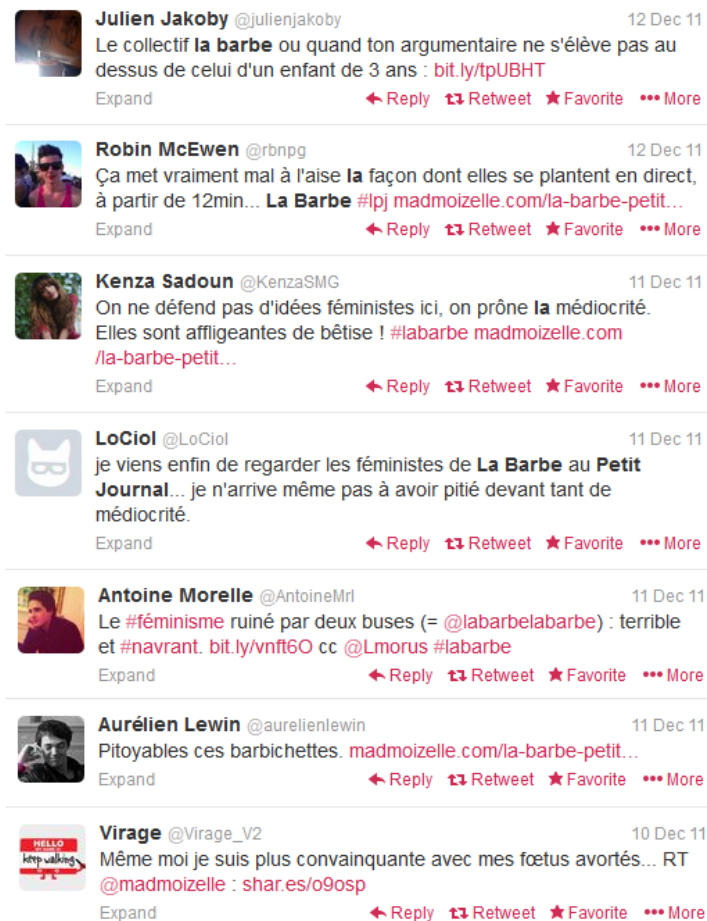 Julien Jakoby @julienjakoby 12 Dec 11
Le collectif la barbe ou quand ton argumentaire ne s'élève pas au
dessus de celui d'un enfant de 3 ans : bit.ly/tpUBHT
Expand Reply Retweet Favorite More
Robin McEwen @rbnpg 12 Dec 11
Ça met vraiment mal à l'aise la façon dont elles se plantent en direct,
à partir de 12min... La Barbe #lpj madmoizelle.com/la-barbe-petit…
Expand Reply Retweet Favorite More
Kenza Sadoun @KenzaSMG 11 Dec 11
On ne défend pas d'idées féministes ici, on prône la médiocrité.
Elles sont affligeantes de bêtise ! #labarbe madmoizelle.com
/la-barbe-petit…
Expand Reply Retweet Favorite More
LoCiol @LoCiol 11 Dec 11
je viens enfin de regarder les féministes de La Barbe au Petit
Journal... je n'arrive même pas à avoir pitié devant tant de
médiocrité.
Expand Reply Retweet Favorite More
Antoine Morelle @AntoineMrl 11 Dec 11
Le #féminisme ruiné par deux buses (= @labarbelabarbe) : terrible
et #navrant. bit.ly/vnft6O cc @Lmorus #labarbe
Expand Reply Retweet Favorite More
Aurélien Lewin @aurelienlewin 11 Dec 11
Pitoyables ces barbichettes. madmoizelle.com/la-barbe-petit…
Expand Reply Retweet Favorite More
HELLO
keep walking
Virage @Virage_V2 10 Dec 11
Même moi je suis plus convainquante avec mes fœtus avortés... RT
@madmoizelle : shar.es/o9osp
Expand Reply Retweet Favorite More